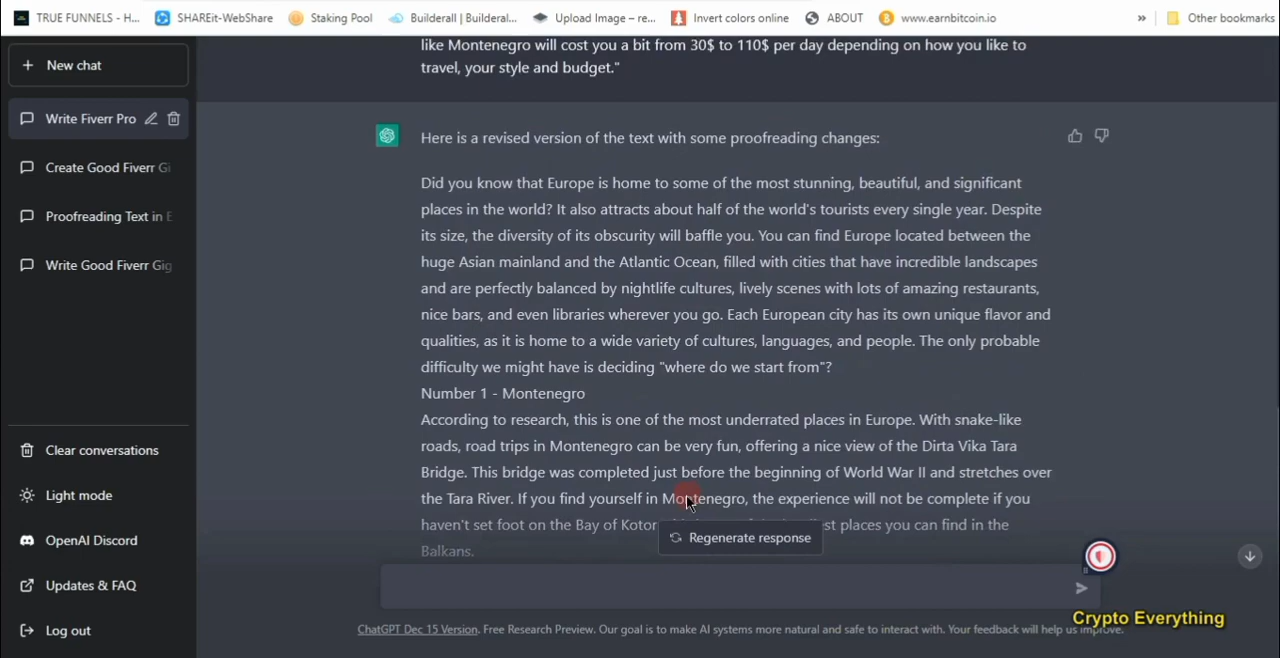 TRUE FUNNELS - H...
SHAREit-WebShare
Staking Pool
Builderall | Builderal...
Upload Image – re...
Invert colors online
ABOUT
www.earnbitcoin.io
»
Other bookmarks
New chat
Write Fiverr Pro
Create Good Fiverr Gi
Proofreading Text in E
Write Good Fiverr Gig
Clear conversations
Light mode
OpenAI Discord
Updates & FAQ
Log out
like Montenegro will cost you a bit from 30$ to 110$ per day depending on how you like to
travel, your style and budget."
Here is a revised version of the text with some proofreading changes:
Did you know that Europe is home to some of the most stunning, beautiful, and significant
places in the world? It also attracts about half of the world's tourists every single year. Despite
its size, the diversity of its obscurity will baffle you. You can find Europe located between the
huge Asian mainland and the Atlantic Ocean, filled with cities that have incredible landscapes
and are perfectly balanced by nightlife cultures, lively scenes with lots of amazing restaurants,
nice bars, and even libraries wherever you go. Each European city has its own unique flavor and
qualities, as it is home to a wide variety of cultures, languages, and people. The only probable
difficulty we might have is deciding "where do we start from"?
Number 1 - Montenegro
According to research, this is one of the most underrated places in Europe. With snake-like
roads, road trips in Montenegro can be very fun, offering a nice view of the Dirta Vika Tara
Bridge. This bridge was completed just before the beginning of World War II and stretches over
the Tara River. If you find yourself in Montenegro, the experience will not be complete if you
haven't set foot on the Bay of Kotor places you can find in the
Balkans.
Regenerate response
Crypto Everything
ChatGPT Dec 15 Version. Free Research Preview. Our goal is to make AI systems more natural and safe to interact with. Your feedback will help us improve.